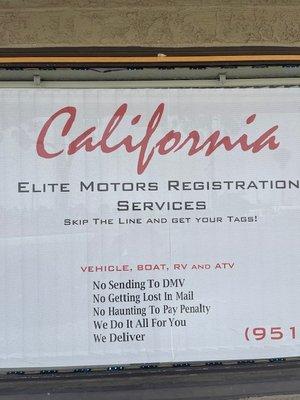 California
ELITE MOTORS REGISTRATION
SERVICES
SKIP THE LINE AND GET YOUR TAGS!
VEHICLE, BOAT, RV AND ATV
No Sending To DMV
No Getting Lost In Mail
No Haunting To Pay Penalty
We Do It All For You
We Deliver
(951